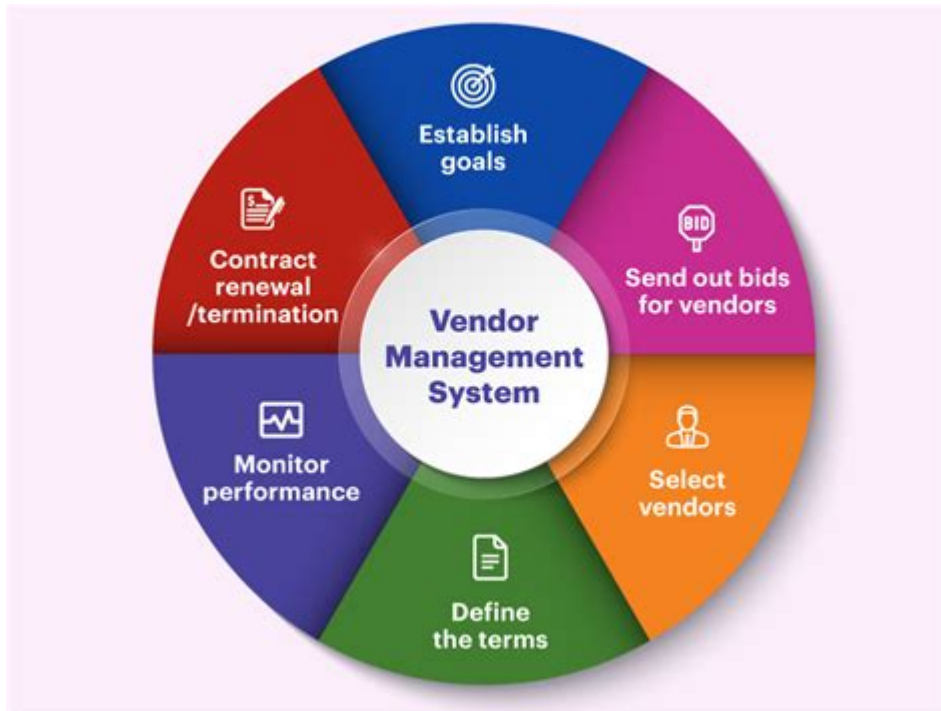 Establish
goals
BID
Send out bids
for vendors
Select
vendors
Define
the terms
Monitor
performance
$
Contract
renewal
/termination
Vendor
Management
System